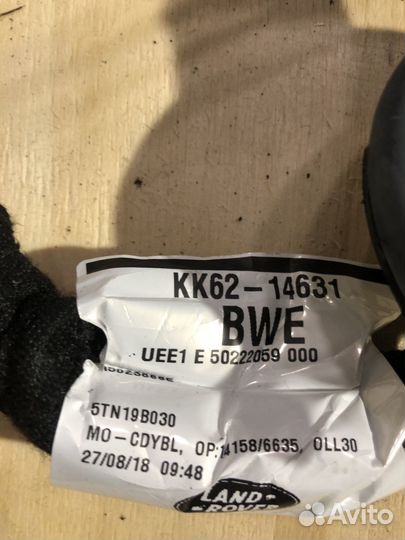 KK62-14631
BWE
UEE1 E 50222059 000
5TN19B030
MO-CDYBL, OP:14158/6635, OLL30
27/08/18 09:48
LAND
ROVER
Avito